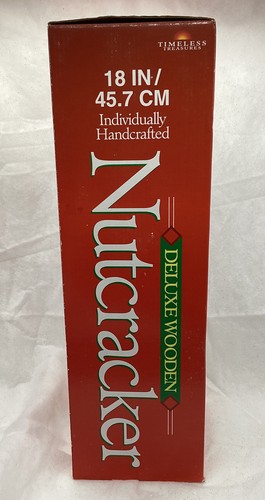 TIMELESS
TREASURES
18 IN /
45.7 CM
Individually
Handcrafted
Nutcracker
DELUXE WOODEN